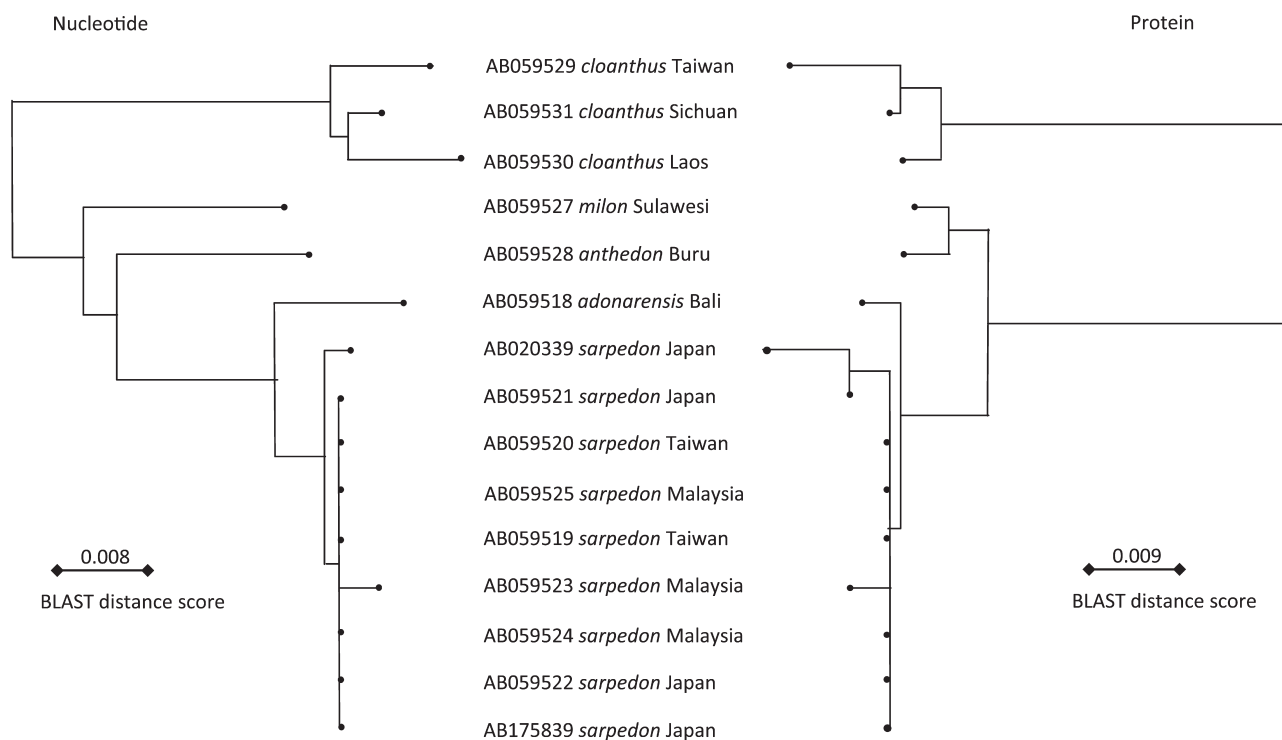 Nucleotide
Protein
AB059529 cloanthus Taiwan
AB059531 cloanthus Sichuan
AB059530 cloanthus Laos
AB059527 milon Sulawesi
AB059528 anthedon Buru
AB059518 adonarensis Bali
AB020339 sarpedon Japan
AB059521 sarpedon Japan
AB059520 sarpedon Taiwan
AB059525 sarpedon Malaysia
AB059519 sarpedon Taiwan
AB059523 sarpedon Malaysia
AB059524 sarpedon Malaysia
AB059522 sarpedon Japan
AB175839 sarpedon Japan
0.008
BLAST distance score
0.009
BLAST distance score